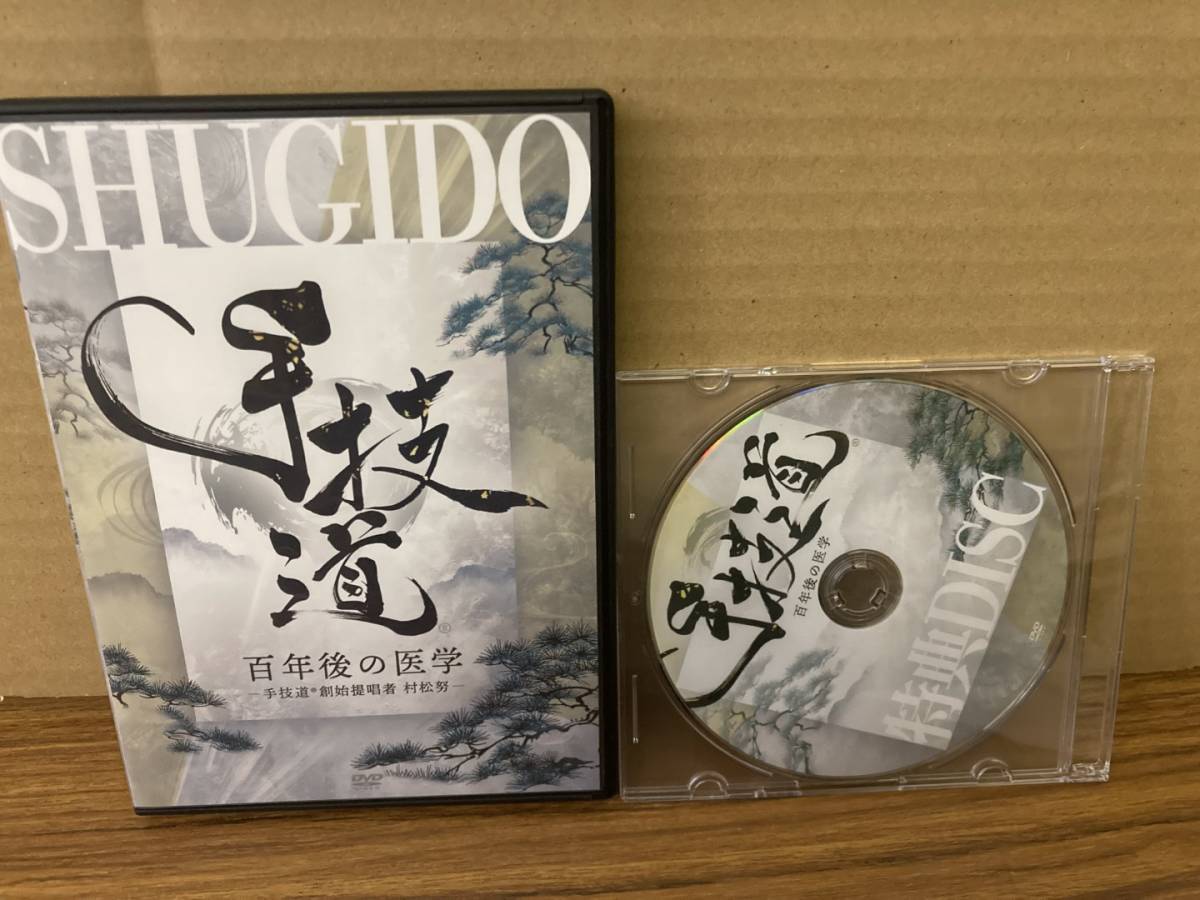 SHUGIDO
手技道®
百年後の医学
―手技道®創始提唱者 村松努―
DVD
VIDEO
手技道®
百年後の医学
特典DISC
DVD